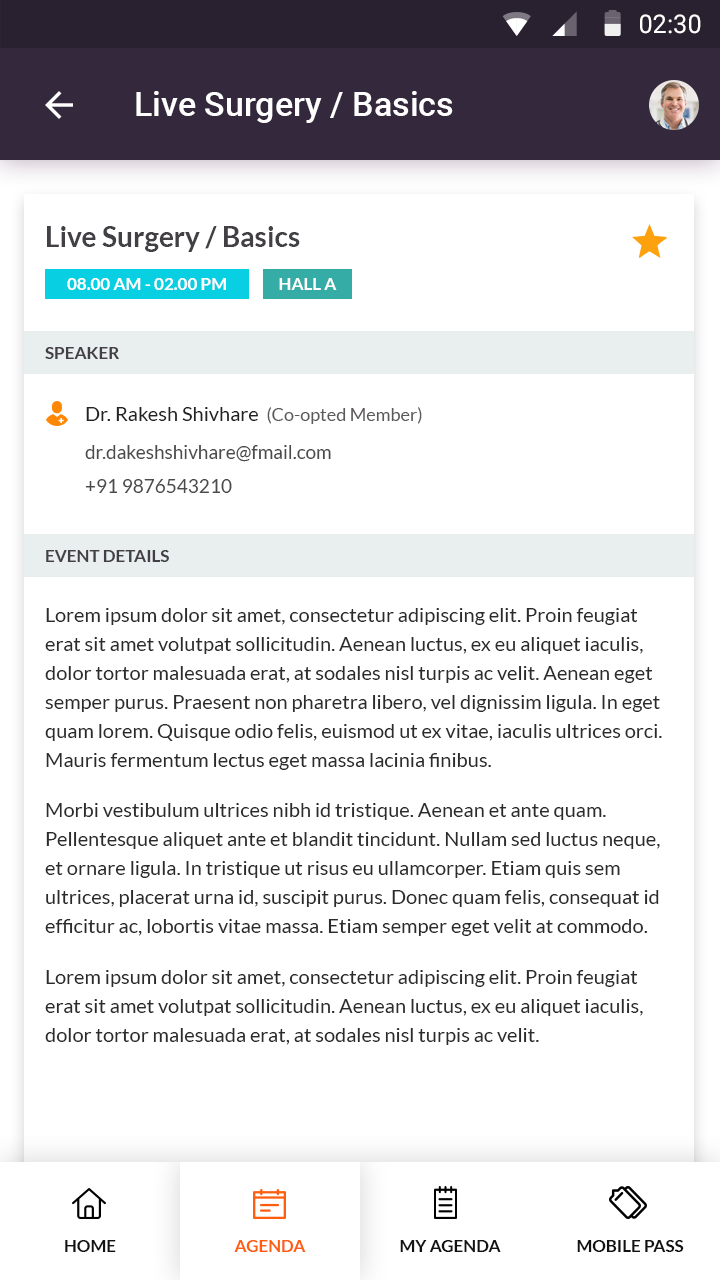 02:30
Live Surgery / Basics
Live Surgery / Basics
08.00 AM - 02.00 PM HALL A
SPEAKER
Dr. Rakesh Shivhare (Co-opted Member)
dr.dakeshshivhare@fmail.com
+91 9876543210
EVENT DETAILS
Lorem ipsum dolor sit amet, consectetur adipiscing elit. Proin feugiat
erat sit amet volutpat sollicitudin. Aenean luctus, ex eu aliquet iaculis,
dolor tortor malesuada erat, at sodales nisl turpis ac velit. Aenean eget
semper purus. Praesent non pharetra libero, vel dignissim ligula. In eget
quam lorem. Quisque odio felis, euismod ut ex vitae, iaculis ultrices orci.
Mauris fermentum lectus eget massa lacinia finibus.
Morbi vestibulum ultrices nibh id tristique. Aenean et ante quam.
Pellentesque aliquet ante et blandit tincidunt. Nullam sed luctus neque,
et ornare ligula. In tristique ut risus eu ullamcorper. Etiam quis sem
ultrices, placerat urna id, suscipit purus. Donec quam felis, consequat id
efficitur ac, lobortis vitae massa. Etiam semper eget velit at commodo.
Lorem ipsum dolor sit amet, consectetur adipiscing elit. Proin feugiat
erat sit amet volutpat sollicitudin. Aenean luctus, ex eu aliquet iaculis,
dolor tortor malesuada erat, at sodales nisl turpis ac velit.
HOME AGENDA MY AGENDA MOBILE PASS